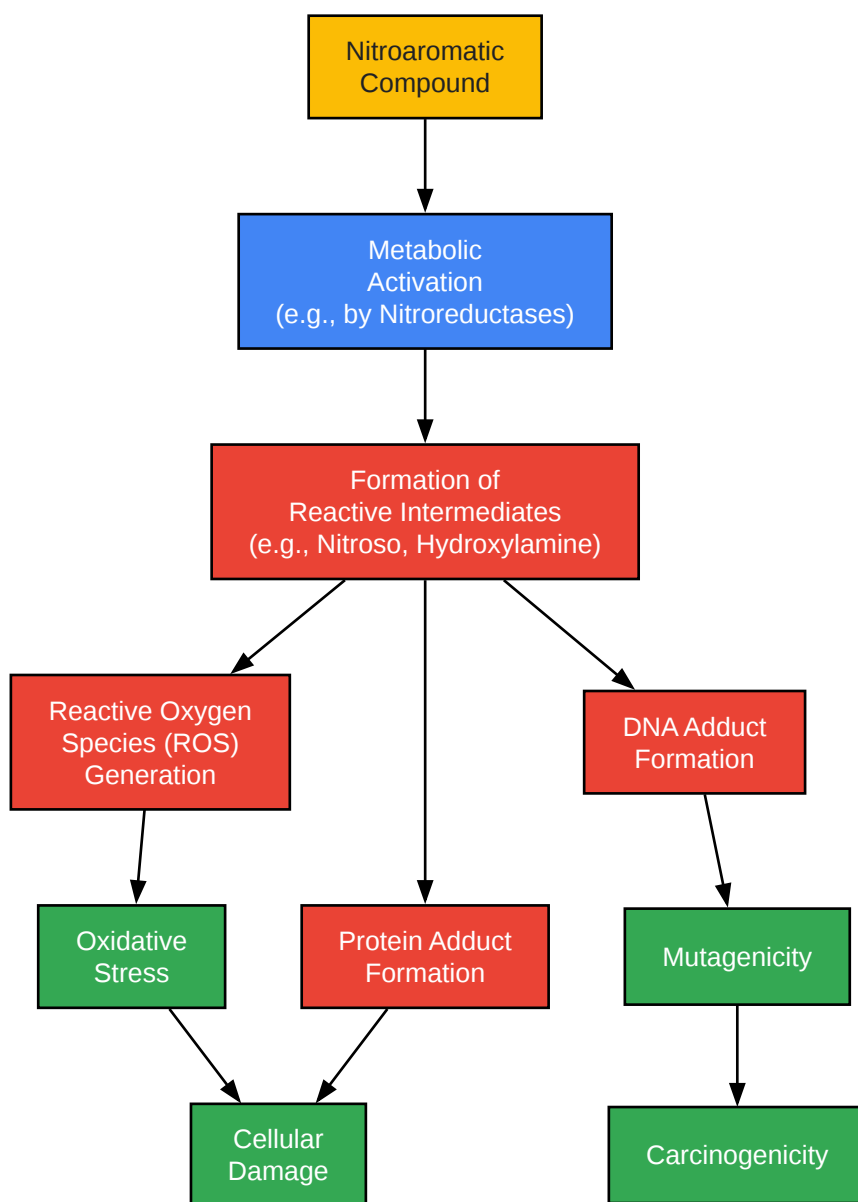 Nitroaromatic
Compound
Metabolic
Activation
(e.g., by Nitroreductases)
Formation of
Reactive Intermediates
(e.g., Nitroso, Hydroxylamine)
Reactive Oxygen
Species (ROS)
Generation
DNA Adduct
Formation
Oxidative
Stress
Protein Adduct
Formation
Mutagenicity
Cellular
Damage
Carcinogenicity